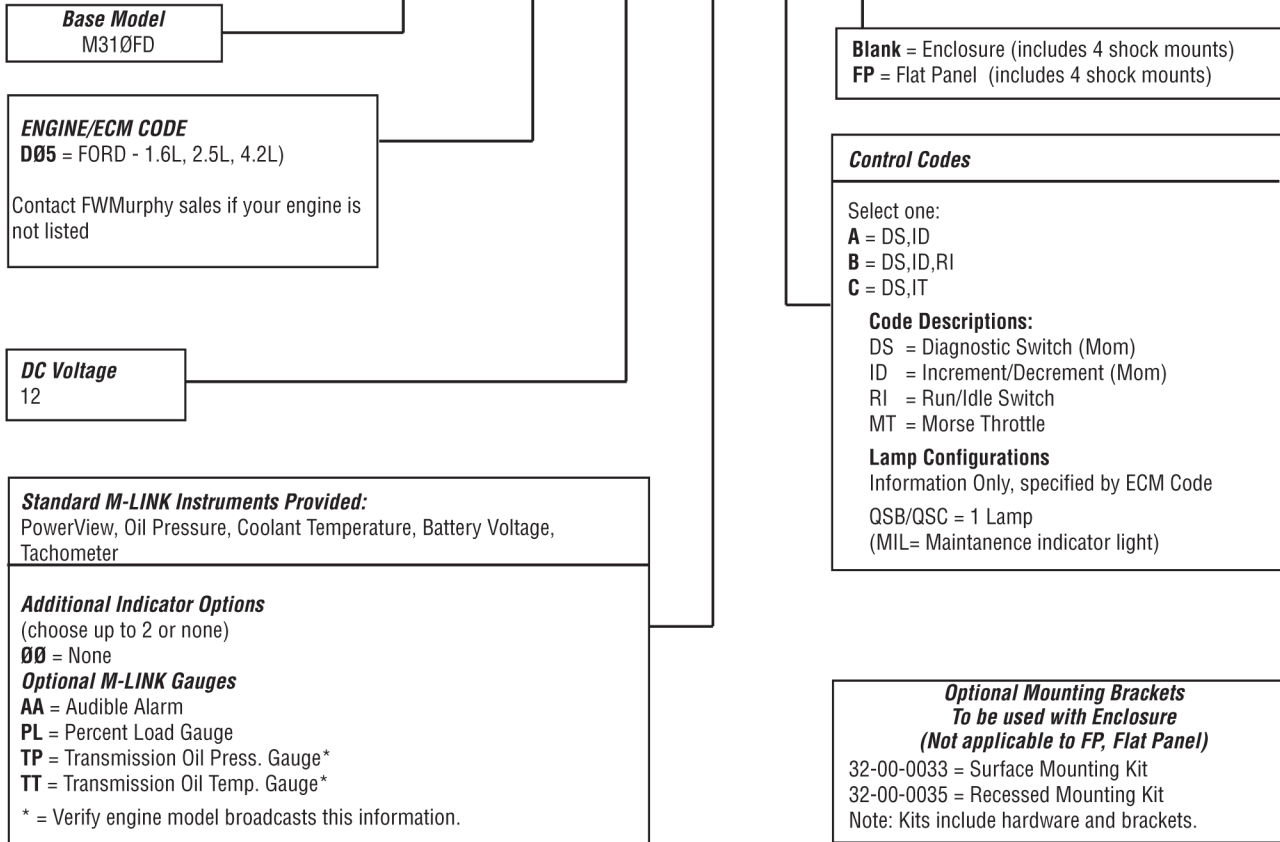 Base Model
M31ØFD
ENGINE/ECM CODE
DØ5 = FORD - 1.6L, 2.5L, 4.2L)
Contact FWMurphy sales if your engine is
not listed
DC Voltage
12
Standard M-LINK Instruments Provided:
PowerView, Oil Pressure, Coolant Temperature, Battery Voltage,
Tachometer
Additional Indicator Options
(choose up to 2 or none)
ØØ = None
Optional M-LINK Gauges
AA = Audible Alarm
PL = Percent Load Gauge
TP = Transmission Oil Press. Gauge*
TT = Transmission Oil Temp. Gauge*
* = Verify engine model broadcasts this information.
Blank = Enclosure (includes 4 shock mounts)
FP = Flat Panel (includes 4 shock mounts)
Control Codes
Select one:
A = DS,ID
B = DS,ID,RI
C = DS,IT
Code Descriptions:
DS = Diagnostic Switch (Mom)
ID = Increment/Decrement (Mom)
RI = Run/Idle Switch
MT = Morse Throttle
Lamp Configurations
Information Only, specified by ECM Code
QSB/QSC = 1 Lamp
(MIL= Maintanence indicator light)
Optional Mounting Brackets
To be used with Enclosure
(Not applicable to FP, Flat Panel)
32-00-0033 = Surface Mounting Kit
32-00-0035 = Recessed Mounting Kit
Note: Kits include hardware and brackets.